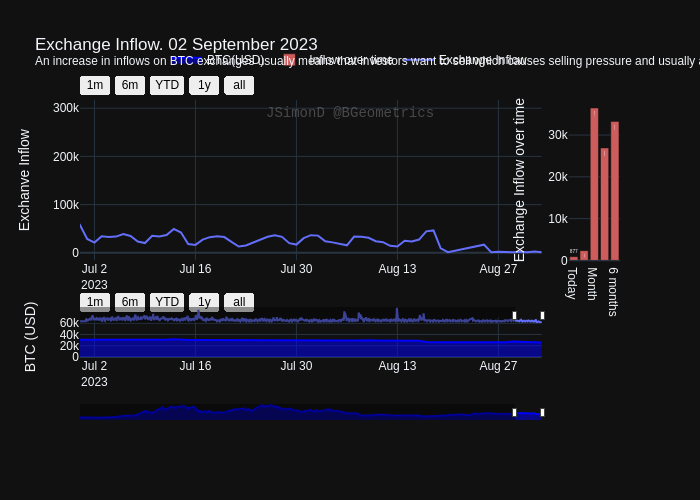 Exchange Inflow. 02 September 2023
An increase in inflows on BTC exchanges usually means that investors want to sell which causes selling pressure and usually a
BTC(USD) Inflow over time Exchange Inflow
1m 6m YTD 1y all
JSimonD @BGeometrics
Exchanve Inflow
300k
200k
100k
0
Jul 2 Jul 16 Jul 30 Aug 13 Aug 27
2023
Exchange Inflow over time
30k
20k
10k
0
877
Today Month 6 months
1m 6m YTD 1y all
BTC (USD)
60k
40k
20k
0
Jul 2 Jul 16 Jul 30 Aug 13 Aug 27
2023